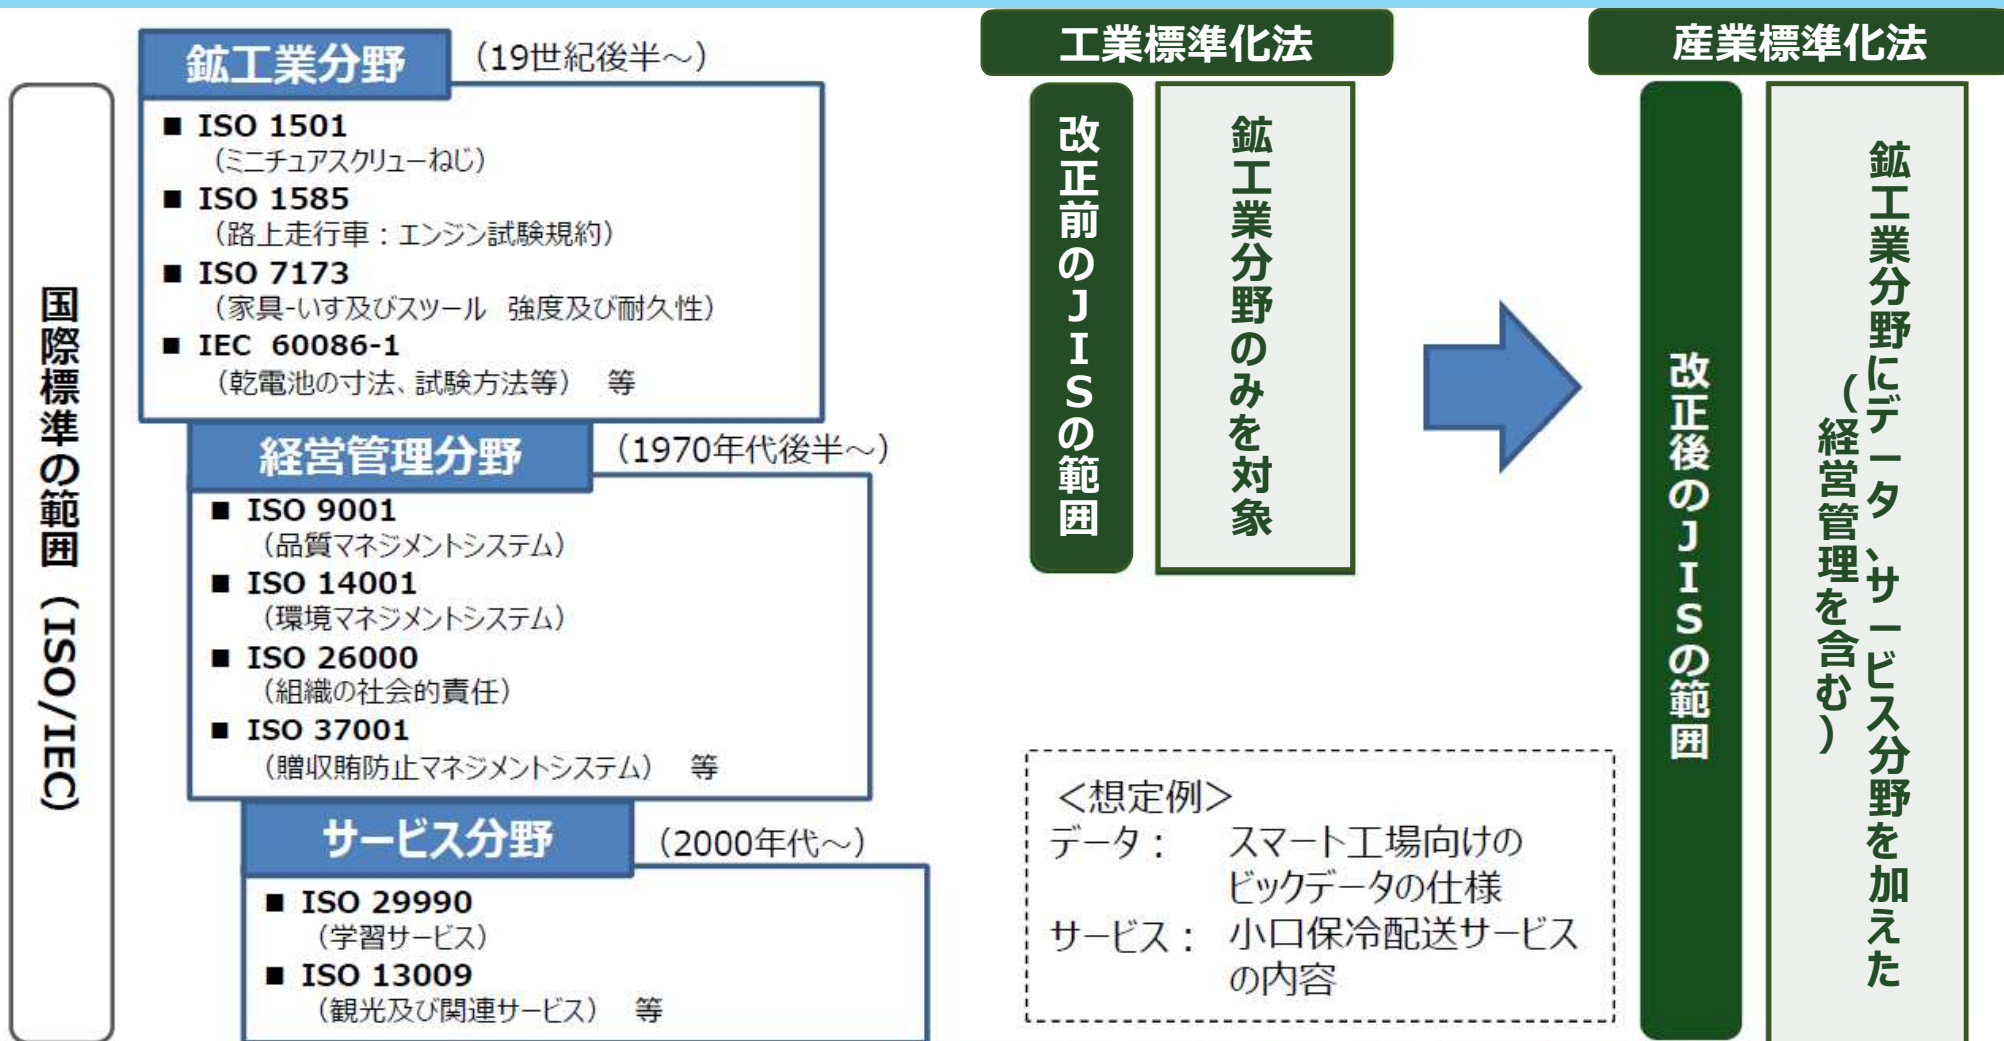 国際標準の範囲（ISO/IEC）
鉱工業分野
（19世紀後半～）
■ ISO 1501
（ミニチュアスクリューねじ）
■ ISO 1585
（路上走行車：エンジン試験規約）
■ ISO 7173
（家具-いす及びスツール　強度及び耐久性）
■ IEC 60086-1
（乾電池の寸法、試験方法等）　等
経営管理分野
（1970年代後半～）
■ ISO 9001
（品質マネジメントシステム）
■ ISO 14001
（環境マネジメントシステム）
■ ISO 26000
（組織の社会的責任）
■ ISO 37001
（贈収賄防止マネジメントシステム）　等
サービス分野
（2000年代～）
■ ISO 29990
（学習サービス）
■ ISO 13009
（観光及び関連サービス）　等
工業標準化法
改正前のＪＩＳの範囲
鉱工業分野のみを対象
＜想定例＞
データ：　スマート工場向けの
ビックデータの仕様
サービス：　小口保冷配送サービス
の内容
産業標準化法
改正後のＪＩＳの範囲
鉱工業分野にデータ、サービス分野を加えた
（経営管理を含む）